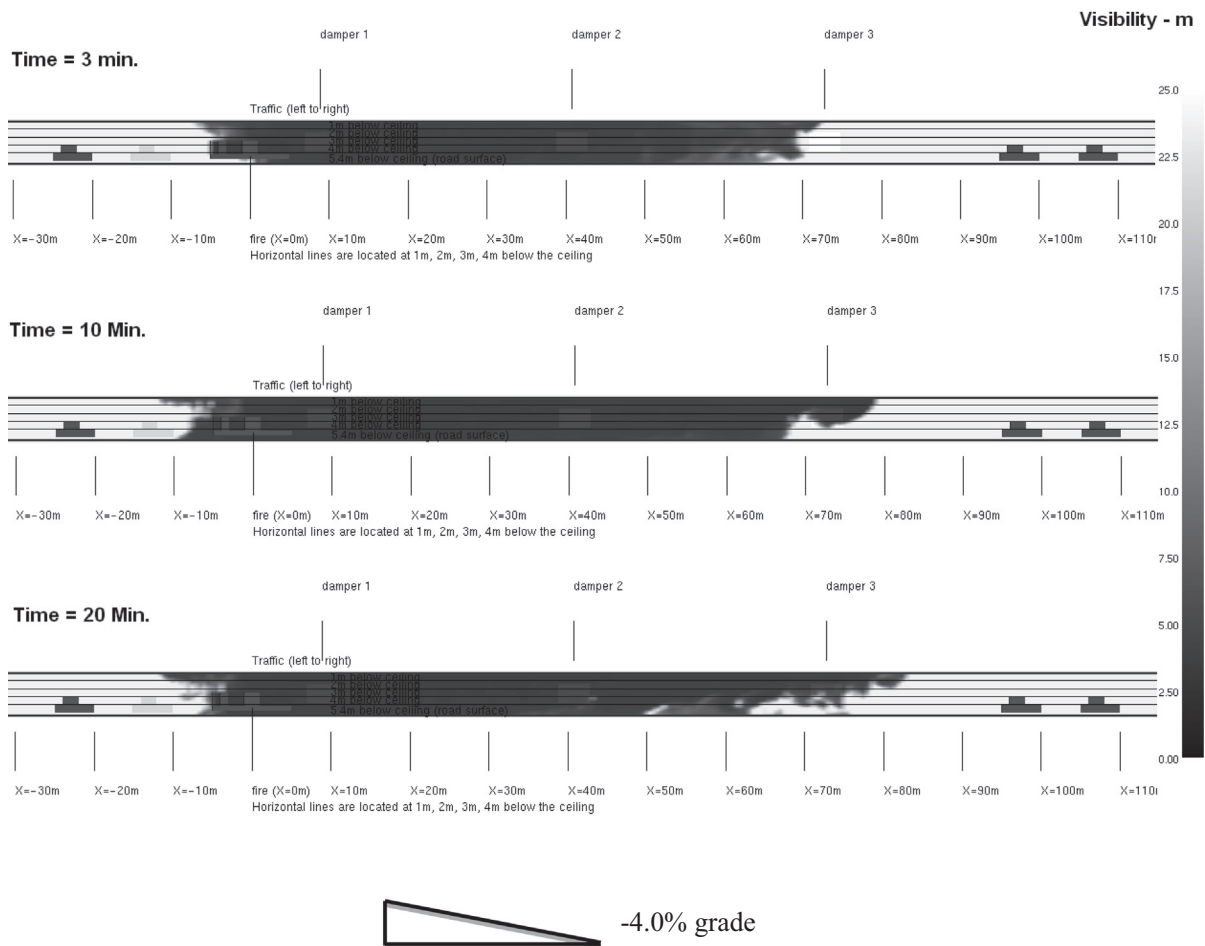 Visibility - m
damper 1 damper 2 damper 3
Time = 3 min.
25.0
Traffic (left to right)
1m below ceiling
2m below ceiling
3m below ceiling
4m below ceiling
5.4m below ceiling (road surface)
22.5
20.0
X=−30m X=−20m X=−10m fire (X=0m) X=10m X=20m X=30m X=40m X=50m X=60m X=70m X=80m X=90m X=100m X=110m
Horizontal lines are located at 1m, 2m, 3m, 4m below the ceiling
17.5
damper 1 damper 2 damper 3
Time = 10 Min.
15.0
Traffic (left to right)
1m below ceiling
2m below ceiling
3m below ceiling
4m below ceiling
12.5
5.4m below ceiling (road surface)
10.0
X=−30m X=−20m X=−10m fire (X=0m) X=10m X=20m X=30m X=40m X=50m X=60m X=70m X=80m X=90m X=100m X=110m
Horizontal lines are located at 1m, 2m, 3m, 4m below the ceiling
7.50
damper 1 damper 2 damper 3
Time = 20 Min.
5.00
Traffic (left to right)
1m below ceiling
2m below ceiling
3m below ceiling
4m below ceiling
2.50
5.4m below ceiling (road surface)
0.00
X=−30m X=−20m X=−10m fire (X=0m) X=10m X=20m X=30m X=40m X=50m X=60m X=70m X=80m X=90m X=100m X=110
Horizontal lines are located at 1m, 2m, 3m, 4m below the ceiling
-4.0% grade